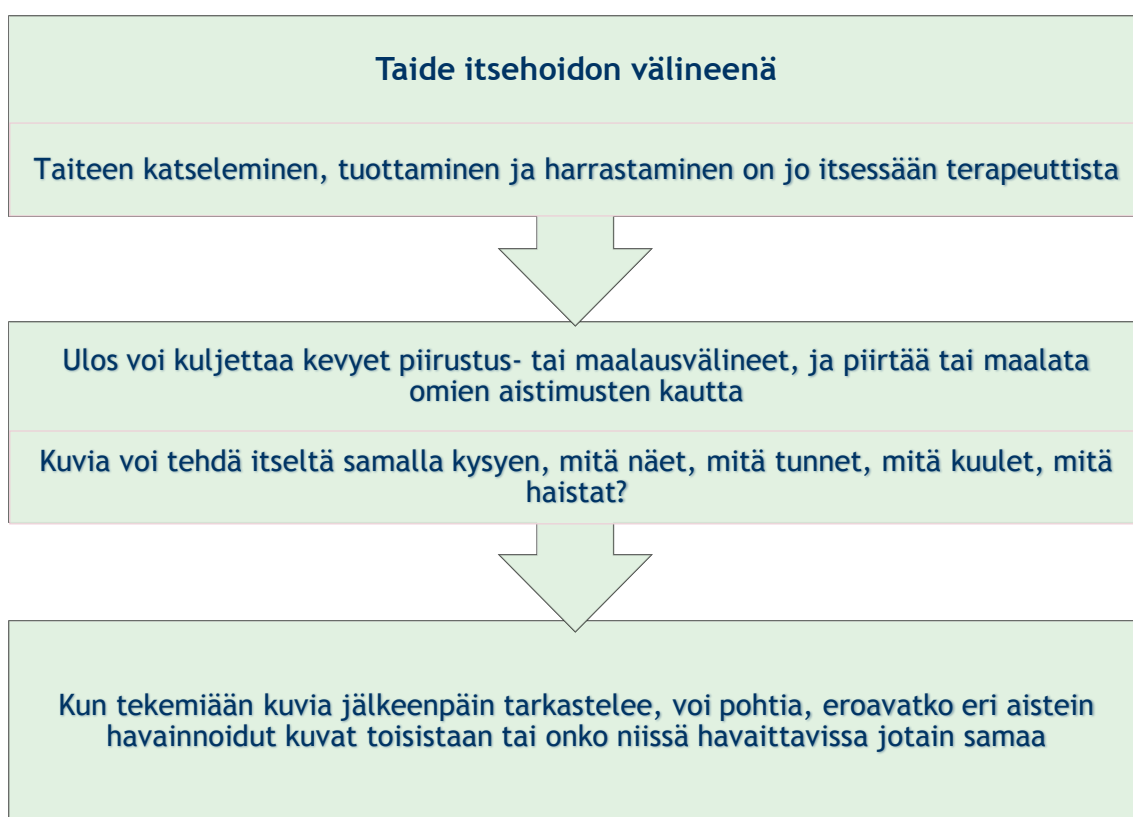 Taide itsehoidon välineenä
Taiteen katseleminen, tuottaminen ja harrastaminen on jo itsessään terapeuttista
Ulos voi kuljettaa kevyet piirustus- tai maalausvälineet, ja piirtää tai maalata
omien aistimusten kautta
Kuvia voi tehdä itseltä samalla kysyen, mitä näet, mitä tunnet, mitä kuulet, mitä
haistat?
Kun tekemiään kuvia jälkeenpäin tarkastelee, voi pohtia, eroavatko eri aistein
havainnoidut kuvat toisistaan tai onko niissä havaittavissa jotain samaa